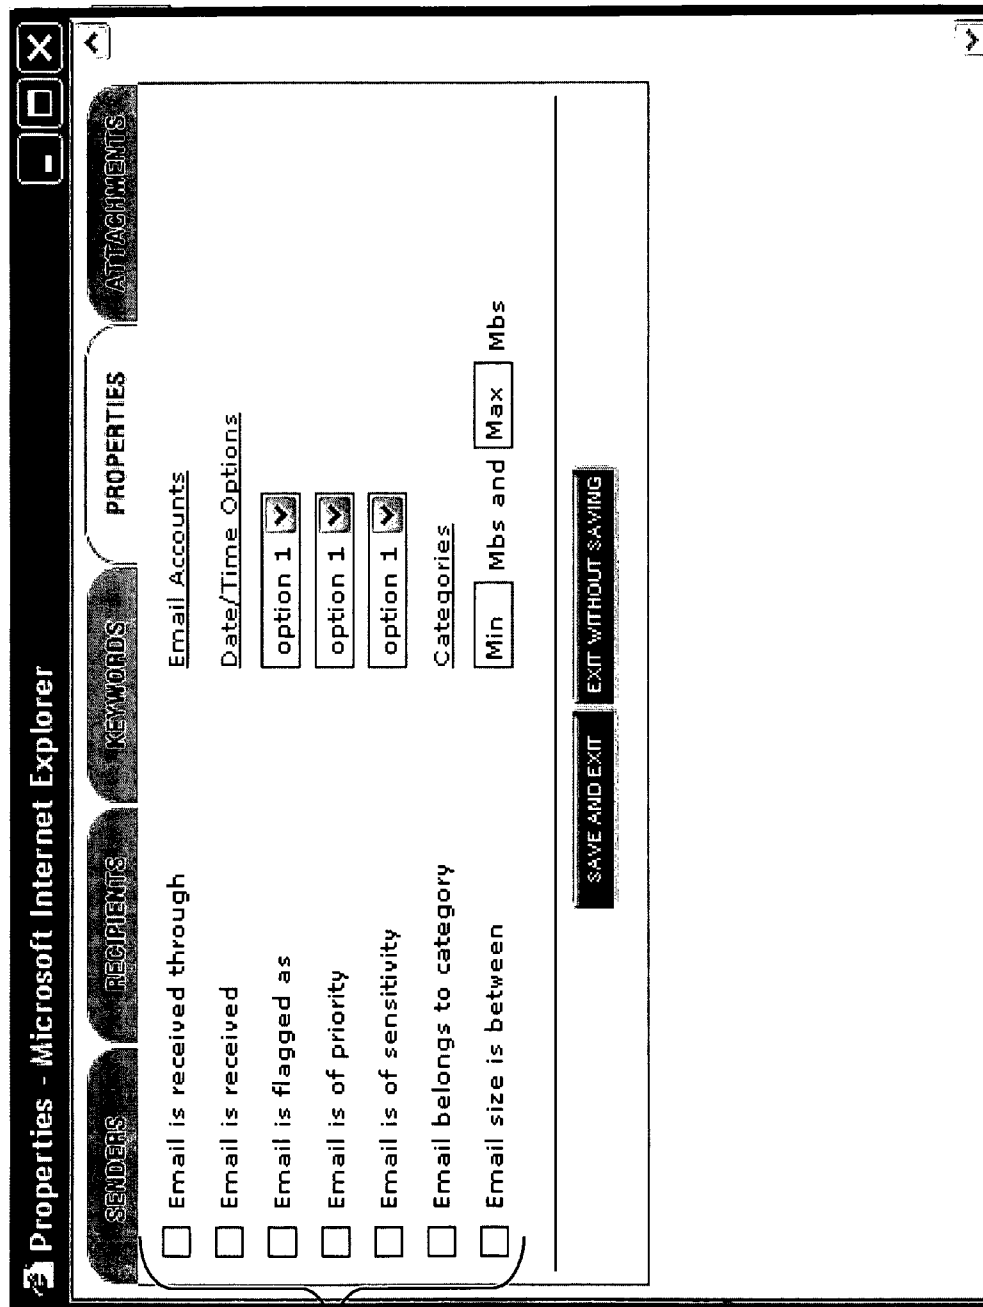 Properties - Microsoft Internet Explorer
SENDERS RECIPIENTS KEYWORDS PROPERTIES ATTACHMENTS
Email is received through Email Accounts
Email is received Date/Time Options
Email is flagged as option 1
Email is of priority option 1
Email is of sensitivity option 1
Email belongs to category Categories
Email size is between Min Mbs and Max Mbs
SAVE AND EXIT EXIT WITHOUT SAVING